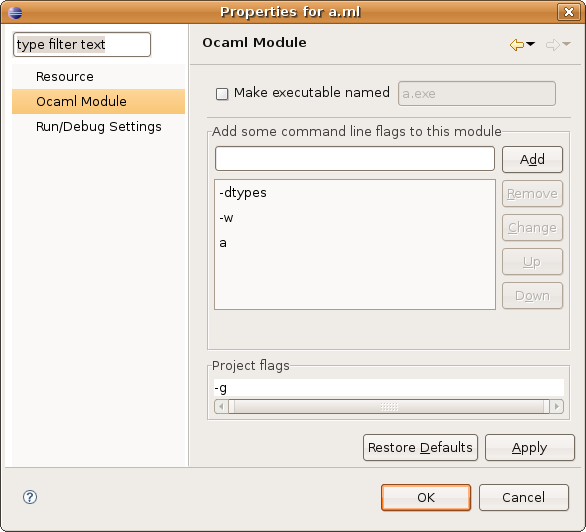 Properties for a.ml
type filter text
Ocaml Module
Resource
Ocaml Module
Run/Debug Settings
Make executable named a.exe
Add some command line flags to this module
Add
-dtypes
-w
a
Remove
Change
Up
Down
Project flags
-g
Restore Defaults Apply
? OK Cancel